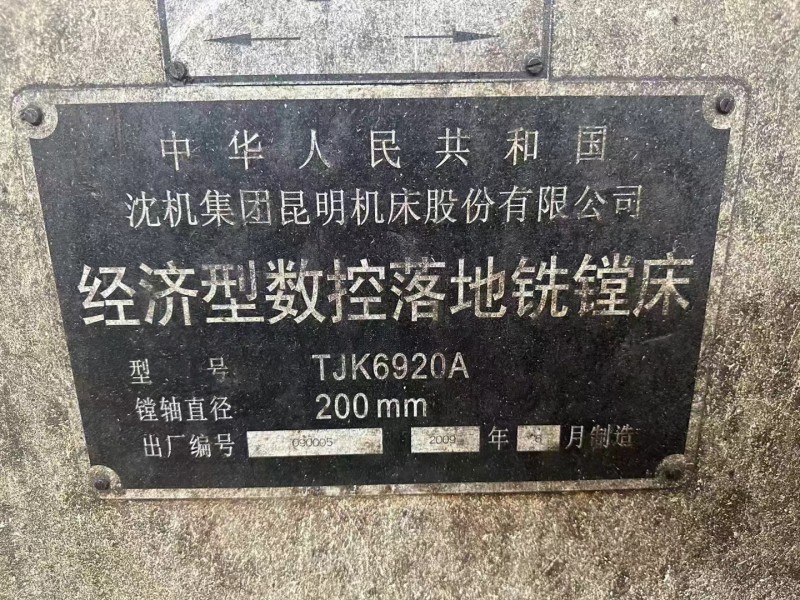 中华人民共和国
沈机集团昆明机床股份有限公司
经济型数控落地铣镗床
型 号 TJK6920A
镗轴直径 200mm
出厂编号 090005 2009 年 月制造